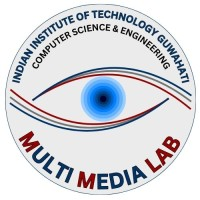 INDIAN INSTITUTE OF TECHNOLOGY GUWAHATI
COMPUTER SCIENCE & ENGINEERING
MULTI MEDIA LAB